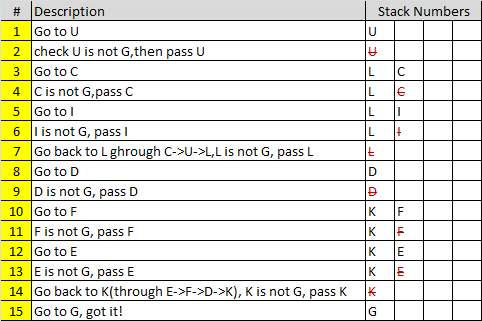 # Description Stack Numbers
1 Go to U U
2 check U is not G,then pass U U
3 Go to C L C
4 C is not G,pass C L C
5 Go to I L I
6 I is not G, pass I L I
7 Go back to L ghrough C->U->L,L is not G, pass L L
8 Go to D D
9 D is not G, pass D D
10 Go to F K F
11 F is not G, pass F K F
12 Go to E K E
13 E is not G, pass E K E
14 Go back to K(through E->F->D->K), K is not G, pass K K
15 Go to G, got it! G